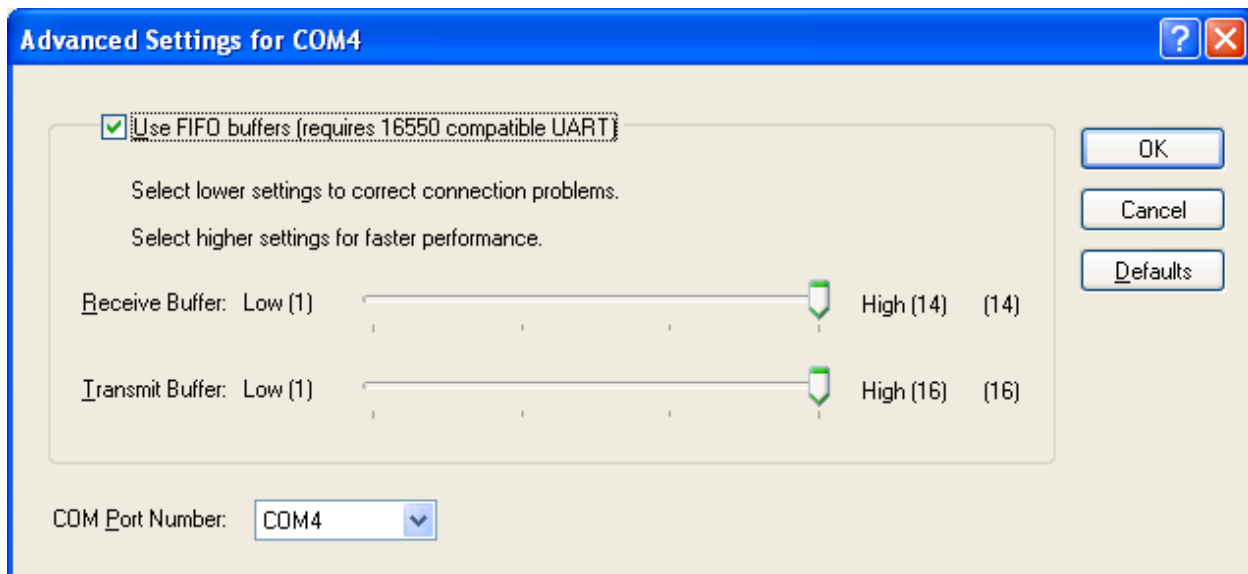 Advanced Settings for COM4
Use FIFO buffers (requires 16550 compatible UART)
OK
Select lower settings to correct connection problems.
Cancel
Select higher settings for faster performance.
Defaults
Receive Buffer: Low (1) High (14) (14)
Transmit Buffer: Low (1) High (16) (16)
COM Port Number: COM4